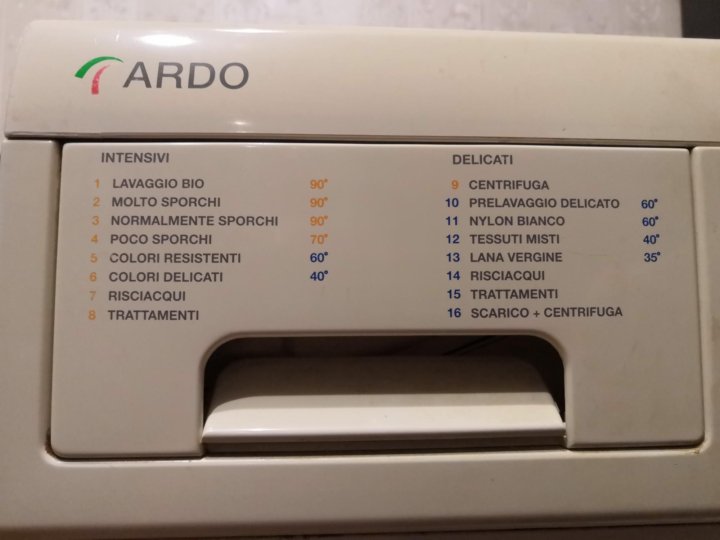 ARDO
INTENSIVI
1 LAVAGGIO BIO 90°
2 MOLTO SPORCHI 90°
3 NORMALMENTE SPORCHI 90°
4 POCO SPORCHI 70°
5 COLORI RESISTENTI 60°
6 COLORI DELICATI 40°
7 RISCIACQUI
8 TRATTAMENTI
DELICATI
9 CENTRIFUGA
10 PRELAVAGGIO DELICATO 60°
11 NYLON BIANCO 60°
12 TESSUTI MISTI 40°
13 LANA VERGINE 35°
14 RISCIACQUI
15 TRATTAMENTI
16 SCARICO + CENTRIFUGA